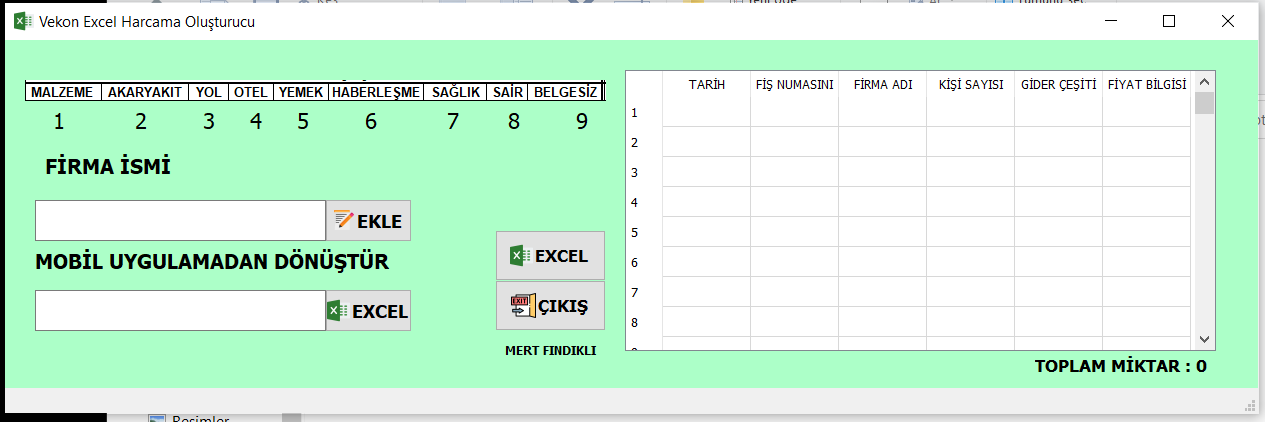 Vekon Excel Harcama Oluşturucu
MALZEME AKARYAKIT YOL OTEL YEMEK HABERLEŞME SAĞLIK SAİR BELGESİZ
1 2 3 4 5 6 7 8 9
FİRMA İSMİ
EKLE
MOBİL UYGULAMADAN DÖNÜŞTÜR
EXCEL
EXCEL
EXIT
ÇIKIŞ
MERT FINDIKLI
TARİH FİŞ NUMASINI FİRMA ADI KİŞİ SAYISI GİDER ÇEŞİTİ FİYAT BİLGİSİ
1
2
3
4
5
6
7
8
TOPLAM MİKTAR : 0
Resimler